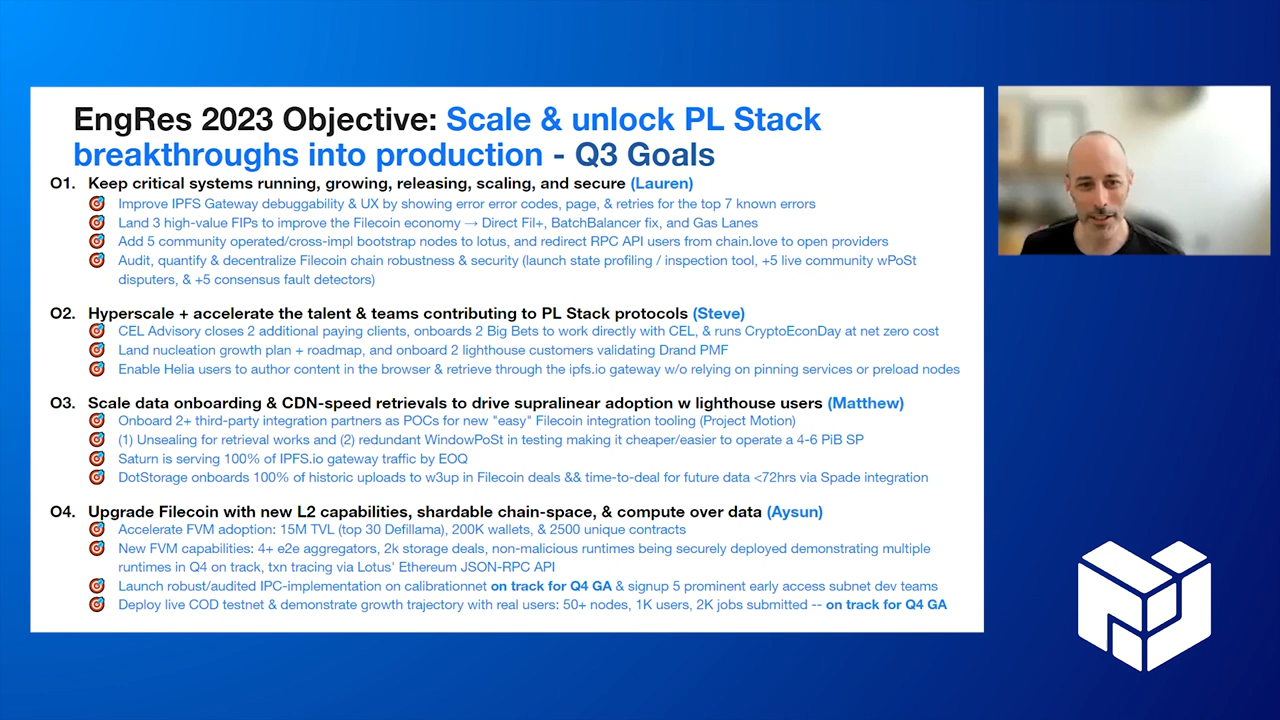 EngRes 2023 Objective: Scale & unlock PL Stack
breakthroughs into production - Q3 Goals
O1. Keep critical systems running, growing, releasing, scaling, and secure (Lauren)
Improve IPFS Gateway debuggability & UX by showing error error codes, page, & retries for the top 7 known errors
Land 3 high-value FIPs to improve the Filecoin economy → Direct Fil+, BatchBalancer fix, and Gas Lanes
Add 5 community operated/cross-impl bootstrap nodes to lotus, and redirect RPC API users from chain.love to open providers
Audit, quantify & decentralize Filecoin chain robustness & security (launch state profiling / inspection tool, +5 live community wPoSt
disputers, & +5 consensus fault detectors)
O2. Hyperscale + accelerate the talent & teams contributing to PL Stack protocols (Steve)
CEL Advisory closes 2 additional paying clients, onboards 2 Big Bets to work directly with CEL, & runs CryptoEconDay at net zero cost
Land nucleation growth plan + roadmap, and onboard 2 lighthouse customers validating Drand PMF
Enable Helia users to author content in the browser & retrieve through the ipfs.io gateway w/o relying on pinning services or preload nodes
O3. Scale data onboarding & CDN-speed retrievals to drive supralinear adoption w lighthouse users (Matthew)
Onboard 2+ third-party integration partners as POCs for new "easy" Filecoin integration tooling (Project Motion)
(1) Unsealing for retrieval works and (2) redundant WindowPoSt in testing making it cheaper/easier to operate a 4-6 PiB SP
Saturn is serving 100% of IPFS.io gateway traffic by EOQ
DotStorage onboards 100% of historic uploads to w3up in Filecoin deals && time-to-deal for future data <72hrs via Spade integration
O4. Upgrade Filecoin with new L2 capabilities, shardable chain-space, & compute over data (Aysun)
Accelerate FVM adoption: 15M TVL (top 30 Defillama), 200K wallets, & 2500 unique contracts
New FVM capabilities: 4+ e2e aggregators, 2k storage deals, non-malicious runtimes being securely deployed demonstrating multiple
runtimes in Q4 on track, txn tracing via Lotus' Ethereum JSON-RPC API
Launch robust/audited IPC-implementation on calibrationnet on track for Q4 GA & signup 5 prominent early access subnet dev teams
Deploy live COD testnet & demonstrate growth trajectory with real users: 50+ nodes, 1K users, 2K jobs submitted -- on track for Q4 GA